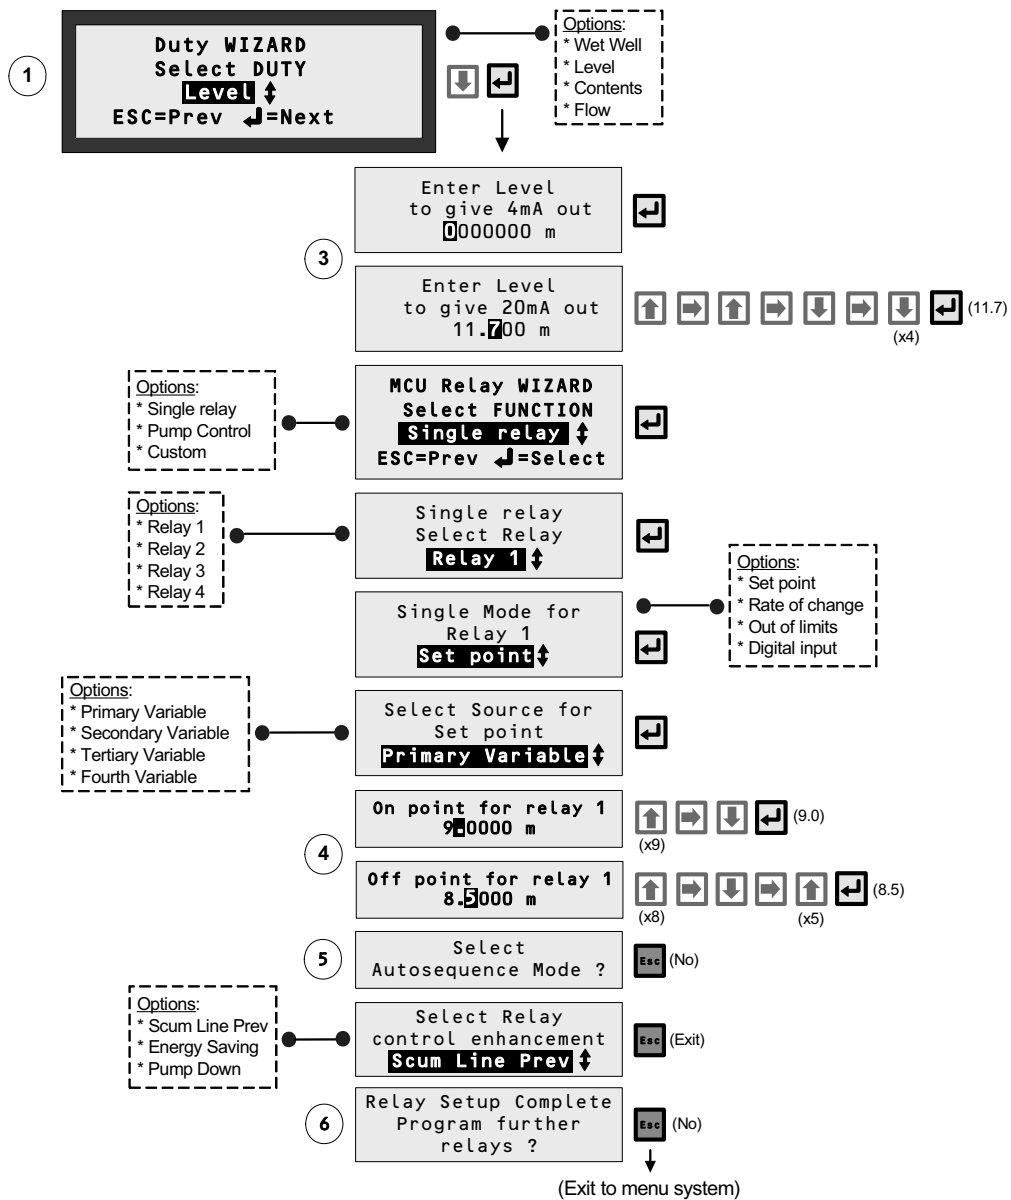 1
Duty WIZARD
Select DUTY
Level
ESC=Prev =Next
Options:
* Wet Well
* Level
* Contents
* Flow
3
Enter Level
to give 4mA out
0000000 m
Enter Level
to give 20mA out
11.700 m
(x4)
(11.7)
Options:
* Single relay
* Pump Control
* Custom
MCU Relay WIZARD
Select FUNCTION
Single relay
ESC=Prev =Select
Options:
* Relay 1
* Relay 2
* Relay 3
* Relay 4
Single relay
Select Relay
Relay 1
Single Mode for
Relay 1
Set point
Options:
* Set point
* Rate of change
* Out of limits
* Digital input
Options:
* Primary Variable
* Secondary Variable
* Tertiary Variable
* Fourth Variable
Select Source for
Set point
Primary Variable
4
On point for relay 1
9.0000 m
(x9)
(9.0)
Off point for relay 1
8.5000 m
(x8)
(x5)
(8.5)
5
Select
Autosequence Mode ?
Esc (No)
Options:
* Scum Line Prev
* Energy Saving
* Pump Down
Select Relay
control enhancement
Scum Line Prev
Esc (Exit)
6
Relay Setup Complete
Program further
relays ?
Esc (No)
(Exit to menu system)